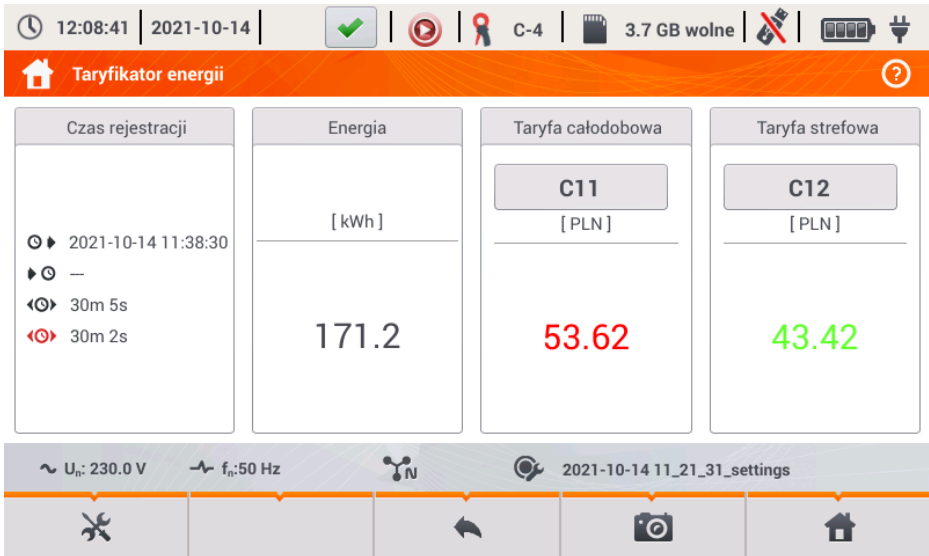 12:08:41 2021-10-14 C-4 3.7 GB wolne
Taryfikator energii ?
Czas rejestracji
2021-10-14 11:38:30
---
30m 5s
30m 2s
Energia
[ kWh ]
171.2
Taryfa całodobowa
C11
[ PLN ]
53.62
Taryfa strefowa
C12
[ PLN ]
43.42
Un: 230.0 V fn:50 Hz N 2021-10-14 11_21_31_settings